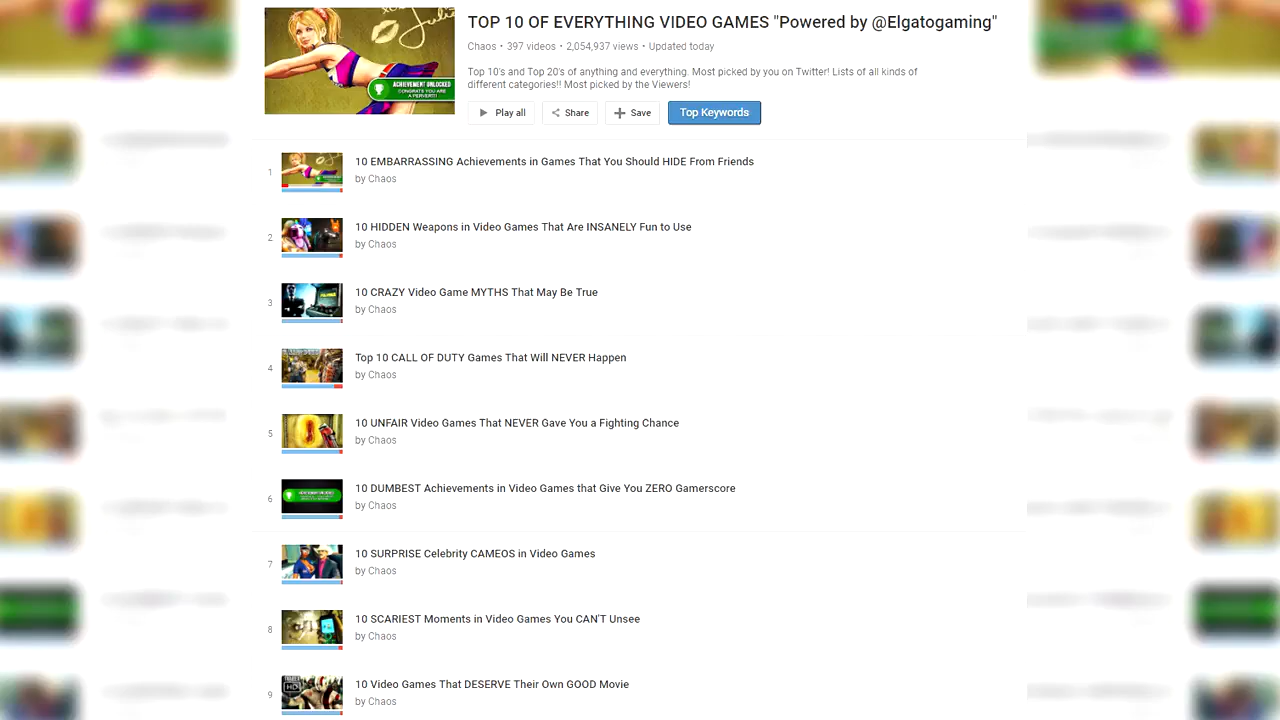 TOP 10 OF EVERYTHING VIDEO GAMES "Powered by @Elgatogaming"
Chaos • 397 videos • 2,054,937 views • Updated today
Top 10's and Top 20's of anything and everything. Most picked by you on Twitter! Lists of all kinds of
different categories!! Most picked by the Viewers!
Play all
Share
Save
Top Keywords
Julie
ACHIEVEMENT UNLOCKED
CONGRATS YOU ARE
A PERVERT!!
1
10 EMBARRASSING Achievements in Games That You Should HIDE From Friends
by Chaos
2
10 HIDDEN Weapons in Video Games That Are INSANELY Fun to Use
by Chaos
3
10 CRAZY Video Game MYTHS That May Be True
by Chaos
4
Top 10 CALL OF DUTY Games That Will NEVER Happen
by Chaos
5
10 UNFAIR Video Games That NEVER Gave You a Fighting Chance
by Chaos
6
10 DUMBEST Achievements in Video Games that Give You ZERO Gamerscore
by Chaos
7
10 SURPRISE Celebrity CAMEOS in Video Games
by Chaos
8
10 SCARIEST Moments in Video Games You CAN'T Unsee
by Chaos
9
HD
10 Video Games That DESERVE Their Own GOOD Movie
by Chaos